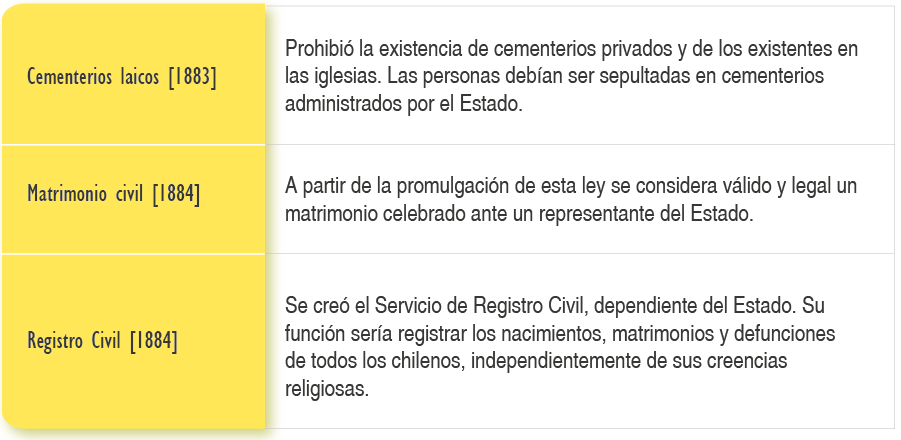 Cementerios laicos [1883]
Prohibió la existencia de cementerios privados y de los existentes en
las iglesias. Las personas debían ser sepultadas en cementerios
administrados por el Estado.
Matrimonio civil [1884]
A partir de la promulgación de esta ley se considera válido y legal un
matrimonio celebrado ante un representante del Estado.
Registro Civil [1884]
Se creó el Servicio de Registro Civil, dependiente del Estado. Su
función sería registrar los nacimientos, matrimonios y defunciones
de todos los chilenos, independientemente de sus creencias
religiosas.